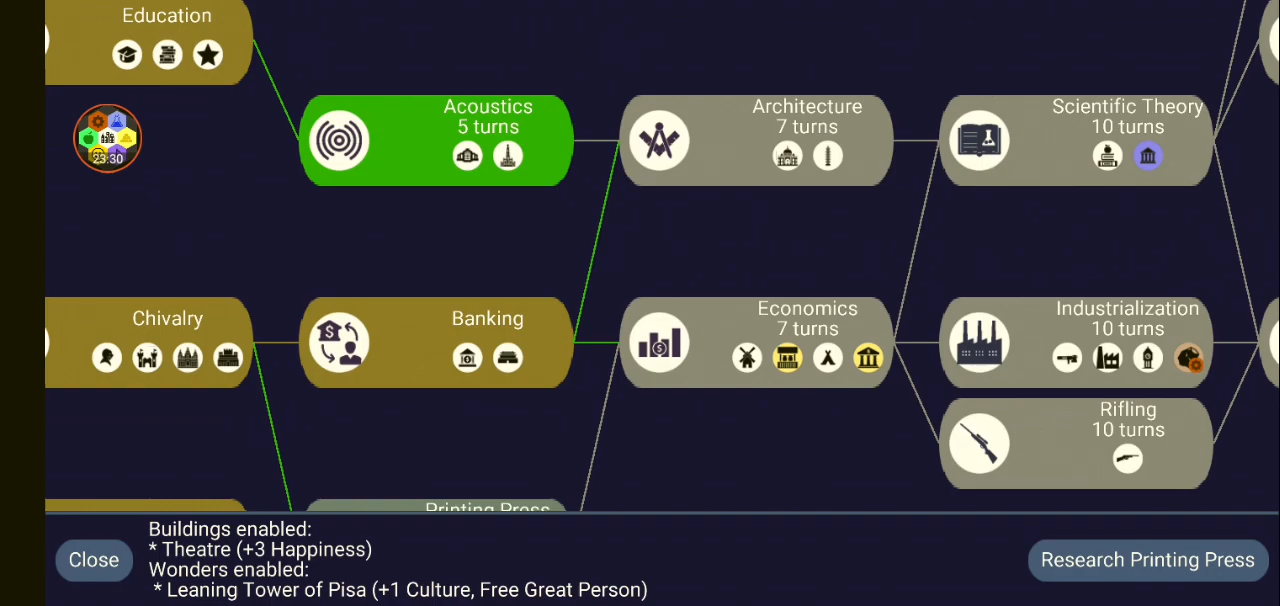 Education
23:30
Acoustics
5 turns
Architecture
7 turns
Scientific Theory
10 turns
Chivalry
Banking
Economics
7 turns
Industrialization
10 turns
Rifling
10 turns
Printing Press
Close
Buildings enabled:
* Theatre (+3 Happiness)
Wonders enabled:
* Leaning Tower of Pisa (+1 Culture, Free Great Person)
Research Printing Press